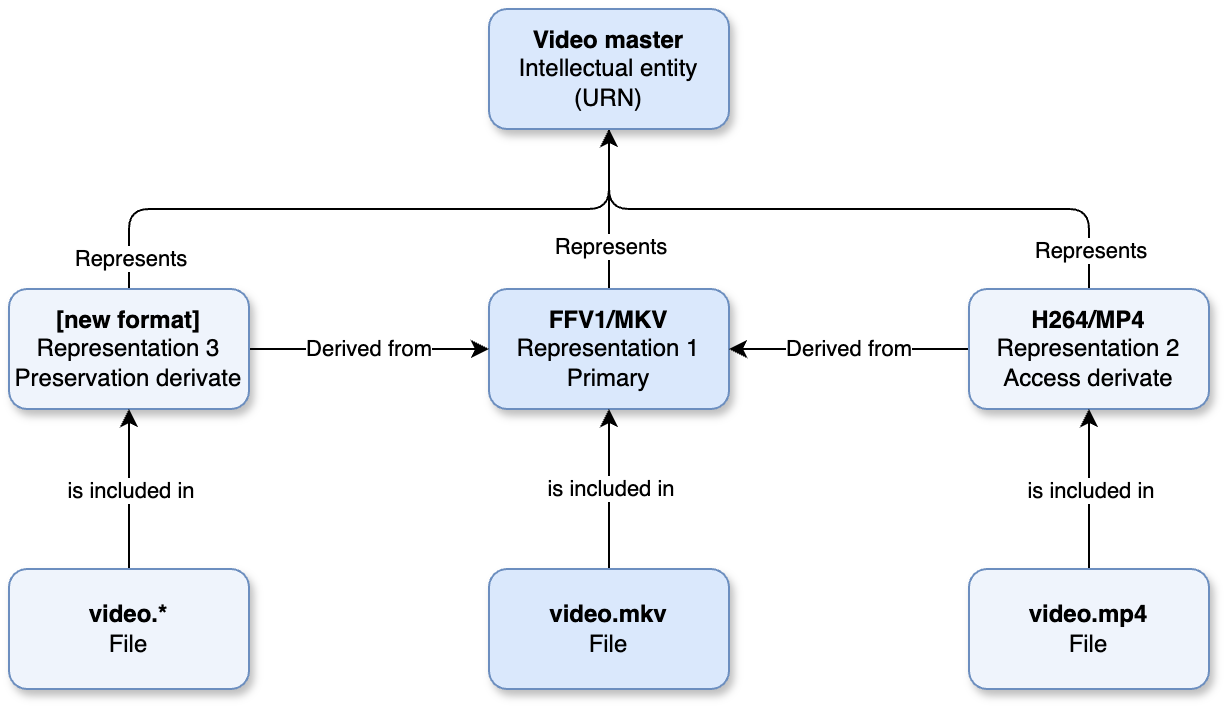 Video master
Intellectual entity
(URN)
Represents
Represents
Represents
[new format]
Representation 3
Preservation derivate
Derived from
FFV1/MKV
Representation 1
Primary
Derived from
H264/MP4
Representation 2
Access derivate
is included in
is included in
is included in
video.*
File
video.mkv
File
video.mp4
File